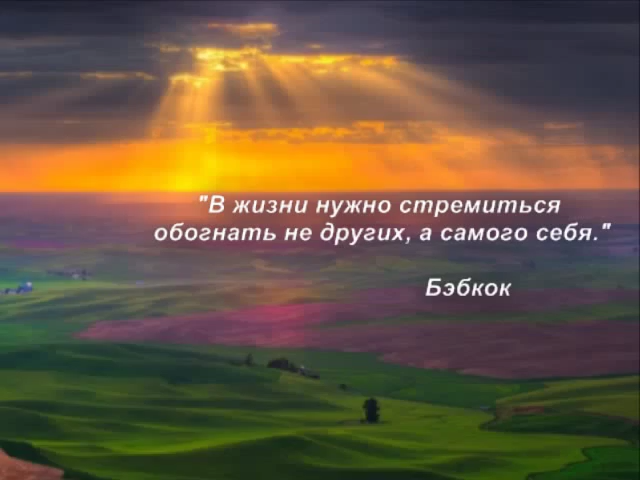 "В жизни нужно стремиться
обогнать не других, а самого себя."
Бэбкок